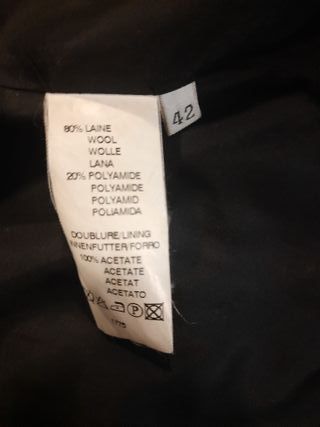 42
80% LAINE
WOOL
WOLLE
LANA
20% POLYAMIDE
POLYAMIDE
POLYAMID
POLIAMIDA
DOUBLURE/LINING
INNENFUTTER/FORRO
100% ACETATE
ACETATE
ACETAT
ACETATO
P